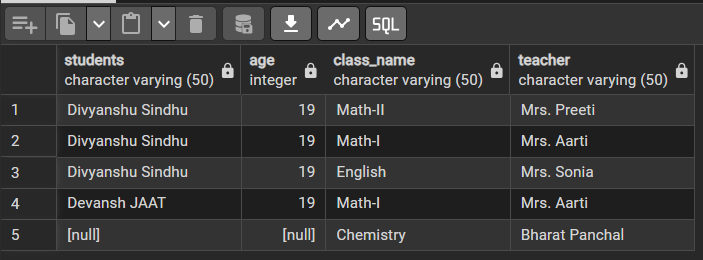 SQL
students age class_name teacher
character varying (50) integer character varying (50) character varying (50)
1 Divyanshu Sindhu 19 Math-II Mrs. Preeti
2 Divyanshu Sindhu 19 Math-I Mrs. Aarti
3 Divyanshu Sindhu 19 English Mrs. Sonia
4 Devansh JAAT 19 Math-I Mrs. Aarti
5 [null] [null] Chemistry Bharat Panchal